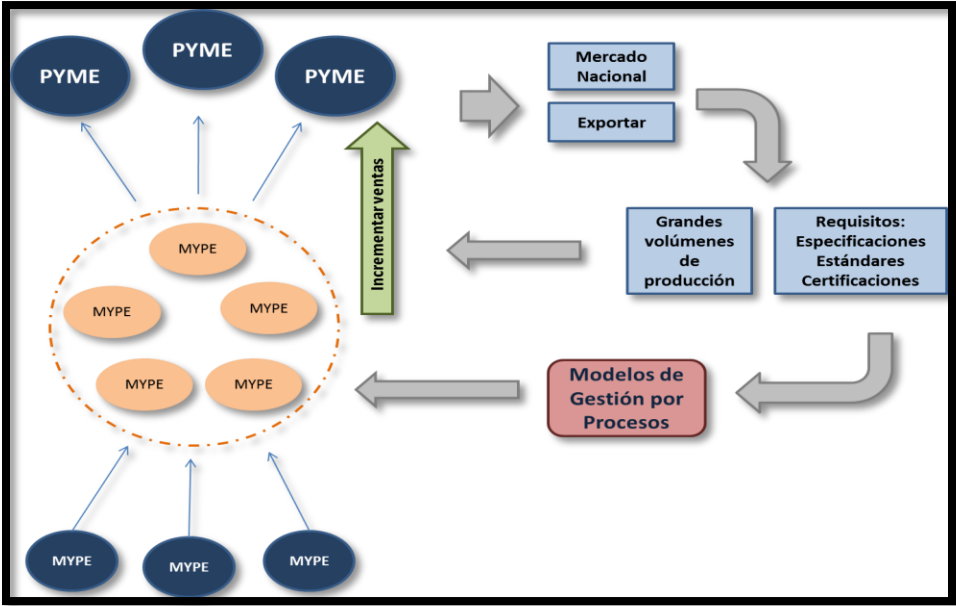 PYME
PYME
PYME
Mercado
Nacional
Exportar
Incrementar ventas
Grandes
volúmenes
de
producción
Requisitos:
Especificaciones
Estándares
Certificaciones
MYPE
MYPE
MYPE
MYPE
MYPE
Modelos de
Gestión por
Procesos
MYPE
MYPE
MYPE